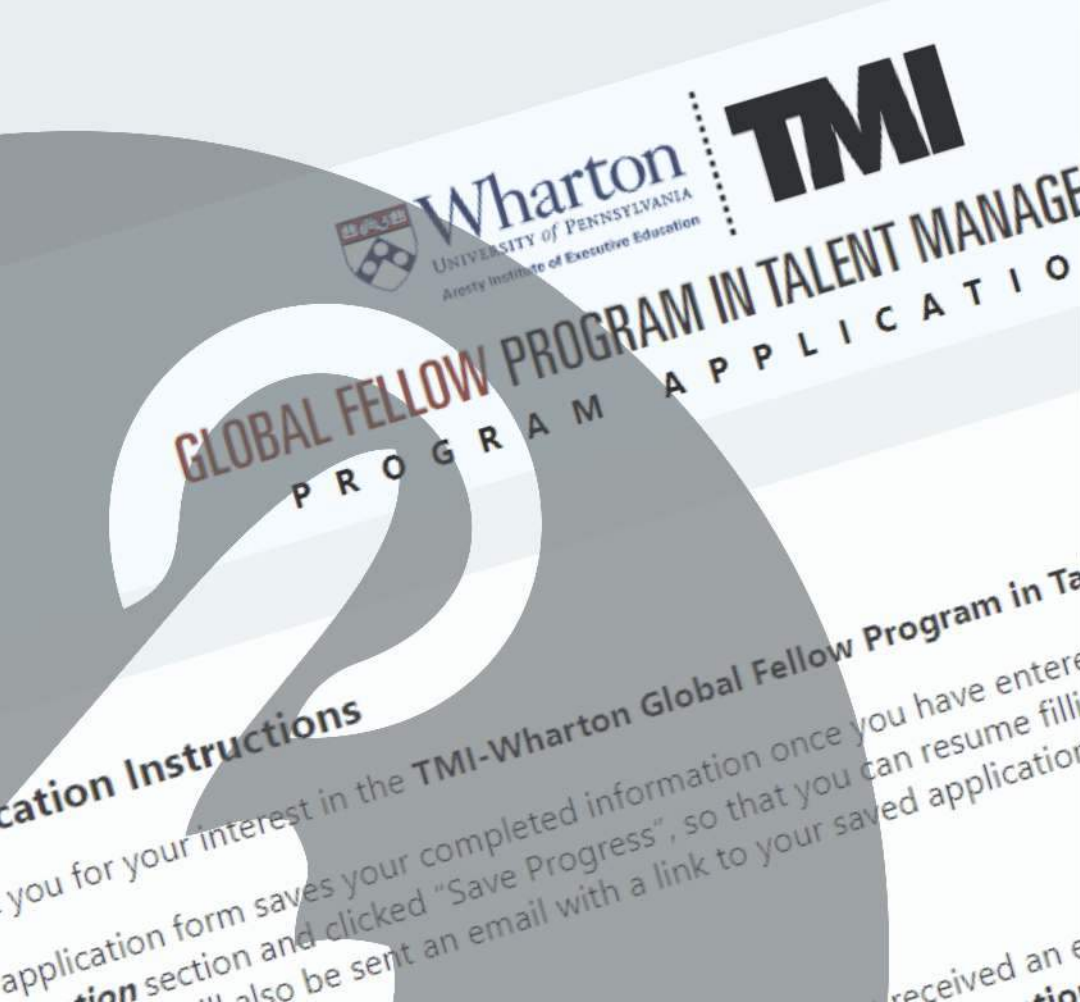 Wharton
UNIVERSITY of PENNSYLVANIA
Aresty Institute of Executive Education
TMI
GLOBAL FELLOW PROGRAM IN TALENT MANAGE
PROGRAM APPLICATIO
cation Instructions
you for your interest in the TMI-Wharton Global Fellow Program in Ta
application form saves your completed information once you have entere
tion section and clicked "Save Progress", so that you can resume filli
'll also be sent an email with a link to your saved application
received an e
tio